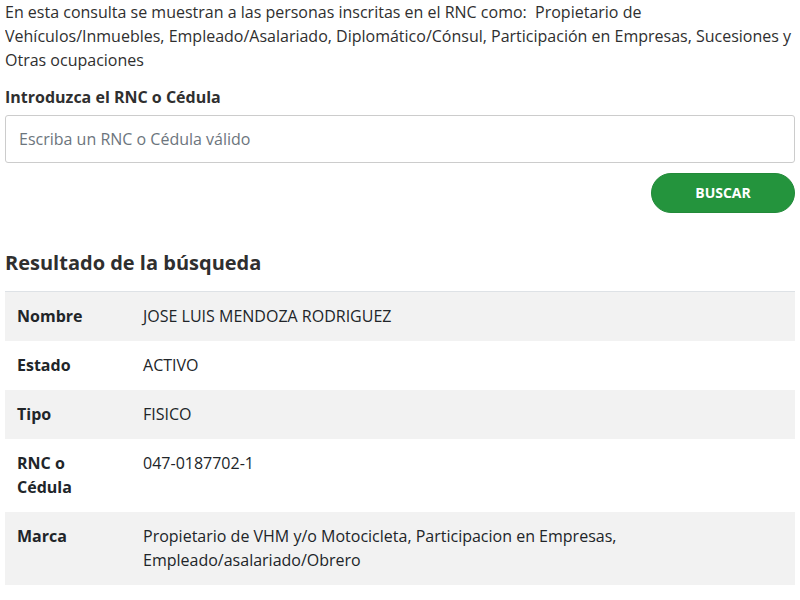 En esta consulta se muestran a las personas inscritas en el RNC como:  Propietario de
Vehículos/Inmuebles, Empleado/Asalariado, Diplomático/Cónsul, Participación en Empresas, Sucesiones y
Otras ocupaciones
Introduzca el RNC o Cédula
Escriba un RNC o Cédula válido
BUSCAR
Resultado de la búsqueda
Nombre JOSE LUIS MENDOZA RODRIGUEZ
Estado ACTIVO
Tipo FISICO
RNC o 047-0187702-1
Cédula
Marca Propietario de VHM y/o Motocicleta, Participacion en Empresas,
Empleado/asalariado/Obrero